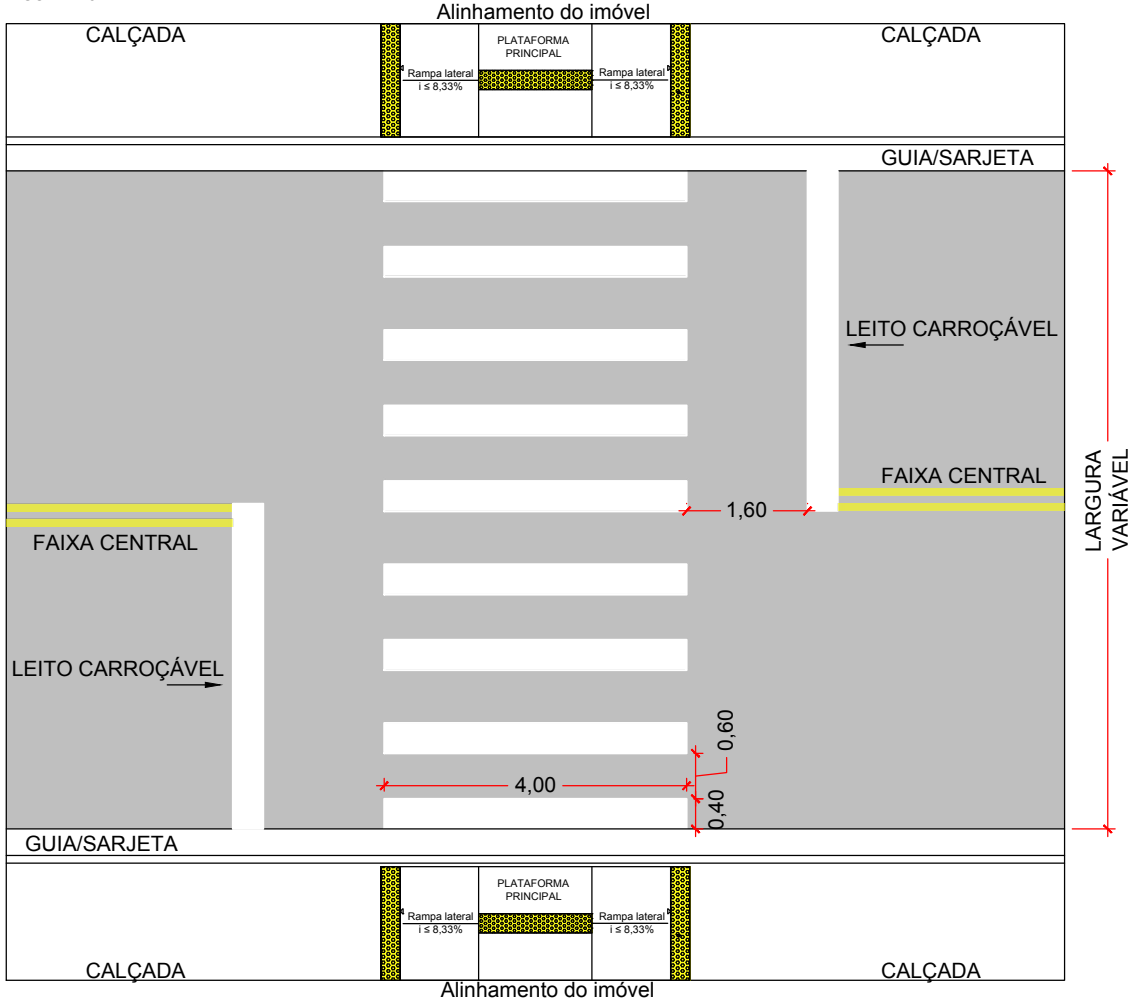 Alinhamento do imóvel
CALÇADA
PLATAFORMA
PRINCIPAL
CALÇADA
Rampa lateral
i ≤ 8,33%
Rampa lateral
i ≤ 8,33%
GUIA/SARJETA
LEITO CARROÇÁVEL
FAIXA CENTRAL
1,60
LARGURA
VARIÁVEL
FAIXA CENTRAL
LEITO CARROÇÁVEL
0,60
4,00
0,40
GUIA/SARJETA
PLATAFORMA
PRINCIPAL
Rampa lateral
i ≤ 8,33%
Rampa lateral
i ≤ 8,33%
CALÇADA
CALÇADA
Alinhamento do imóvel